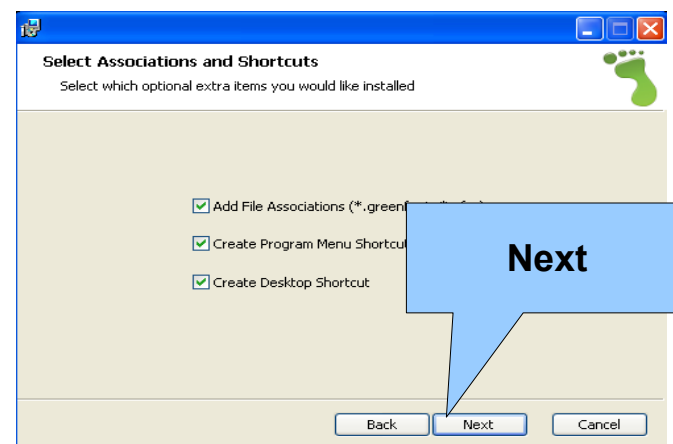 Select Associations and Shortcuts
Select which optional extra items you would like installed
Add File Associations (*.greenf
Create Program Menu Shortcut
Next
Create Desktop Shortcut
Back Next Cancel